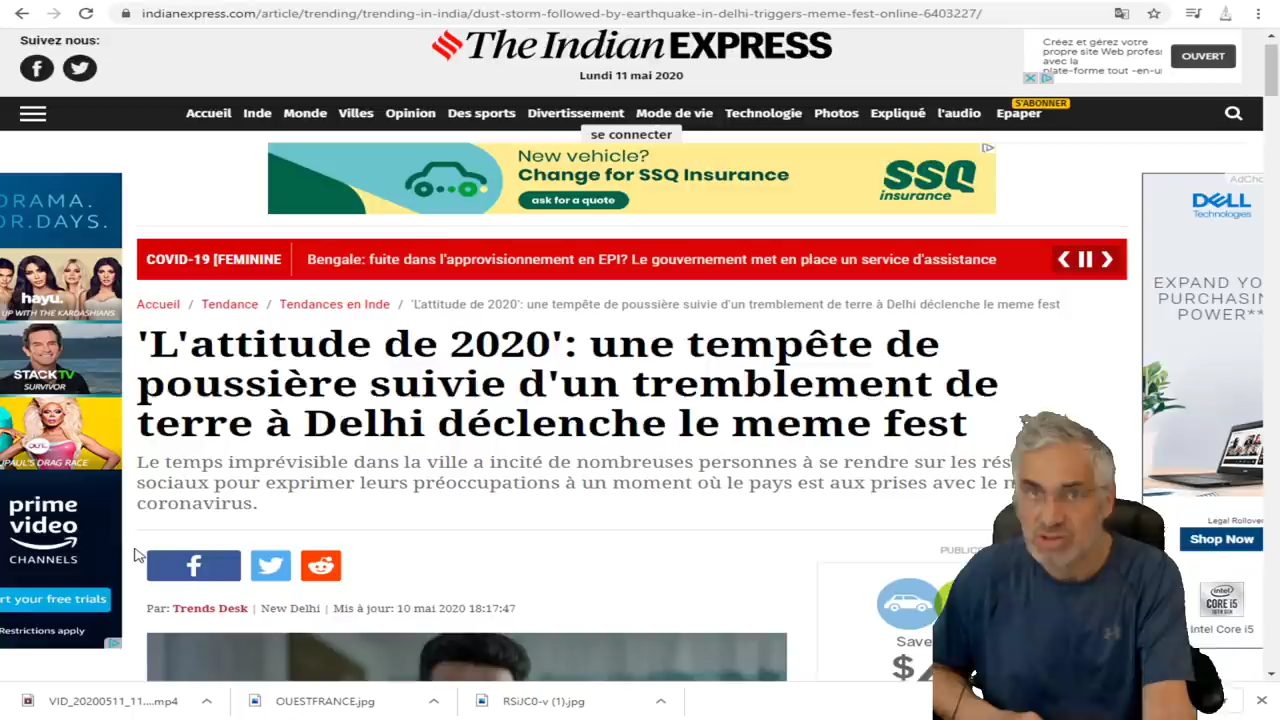 indianexpress.com/article/trending/trending-in-india/dust-storm-followed-by-earthquake-in-delhi-triggers-meme-fest-online-6403227/
Suivez nous:
The Indian EXPRESS
Lundi 11 mai 2020
Créez et gérez votre
propre site Web
avec la
plate-forme tout
OUVERT
S'ABONNER
Accueil Inde Monde Villes Opinion Des sports Divertissement Mode de vie Technologie Photos Expliqué l'audio Epaper
se connecter
New vehicle?
Change for SSQ Insurance
ask for a quote
SSQ
insurance
DRAMA.
OR.DAYS.
hayu.
UP WITH THE KARDASHIANS
STACKTV
SURVIVOR
RUPAUL'S DRAG RACE
prime video
CHANNELS
your free trials
Restrictions apply
COVID-19 [FEMININE
Bengale: fuite dans l'approvisionnement en EPI? Le gouvernement met en place un service d'assistance
Accueil / Tendance / Tendances en Inde / 'L'attitude de 2020': une tempête de poussière suivie d'un tremblement de terre à Delhi déclenche le meme fest
'L'attitude de 2020': une tempête de
poussière suivie d'un tremblement de
terre à Delhi déclenche le meme fest
Le temps imprévisible dans la ville a incité de nombreuses personnes à se rendre sur les
sociaux pour exprimer leurs préoccupations à un moment où le pays est aux prises avec le
coronavirus.
Par: Trends Desk | New Delhi | Mis à jour: 10 mai 2020 18:17:47
Save
$
DELL
Technologies
EXPAND
PURCHASING
POWER**
Legal
Shop Now
intel
CORE i5
Intel Core i5
VID_20200511_11....mp4
OUESTFRANCE.jpg
RSiJC0-v (1).jpg